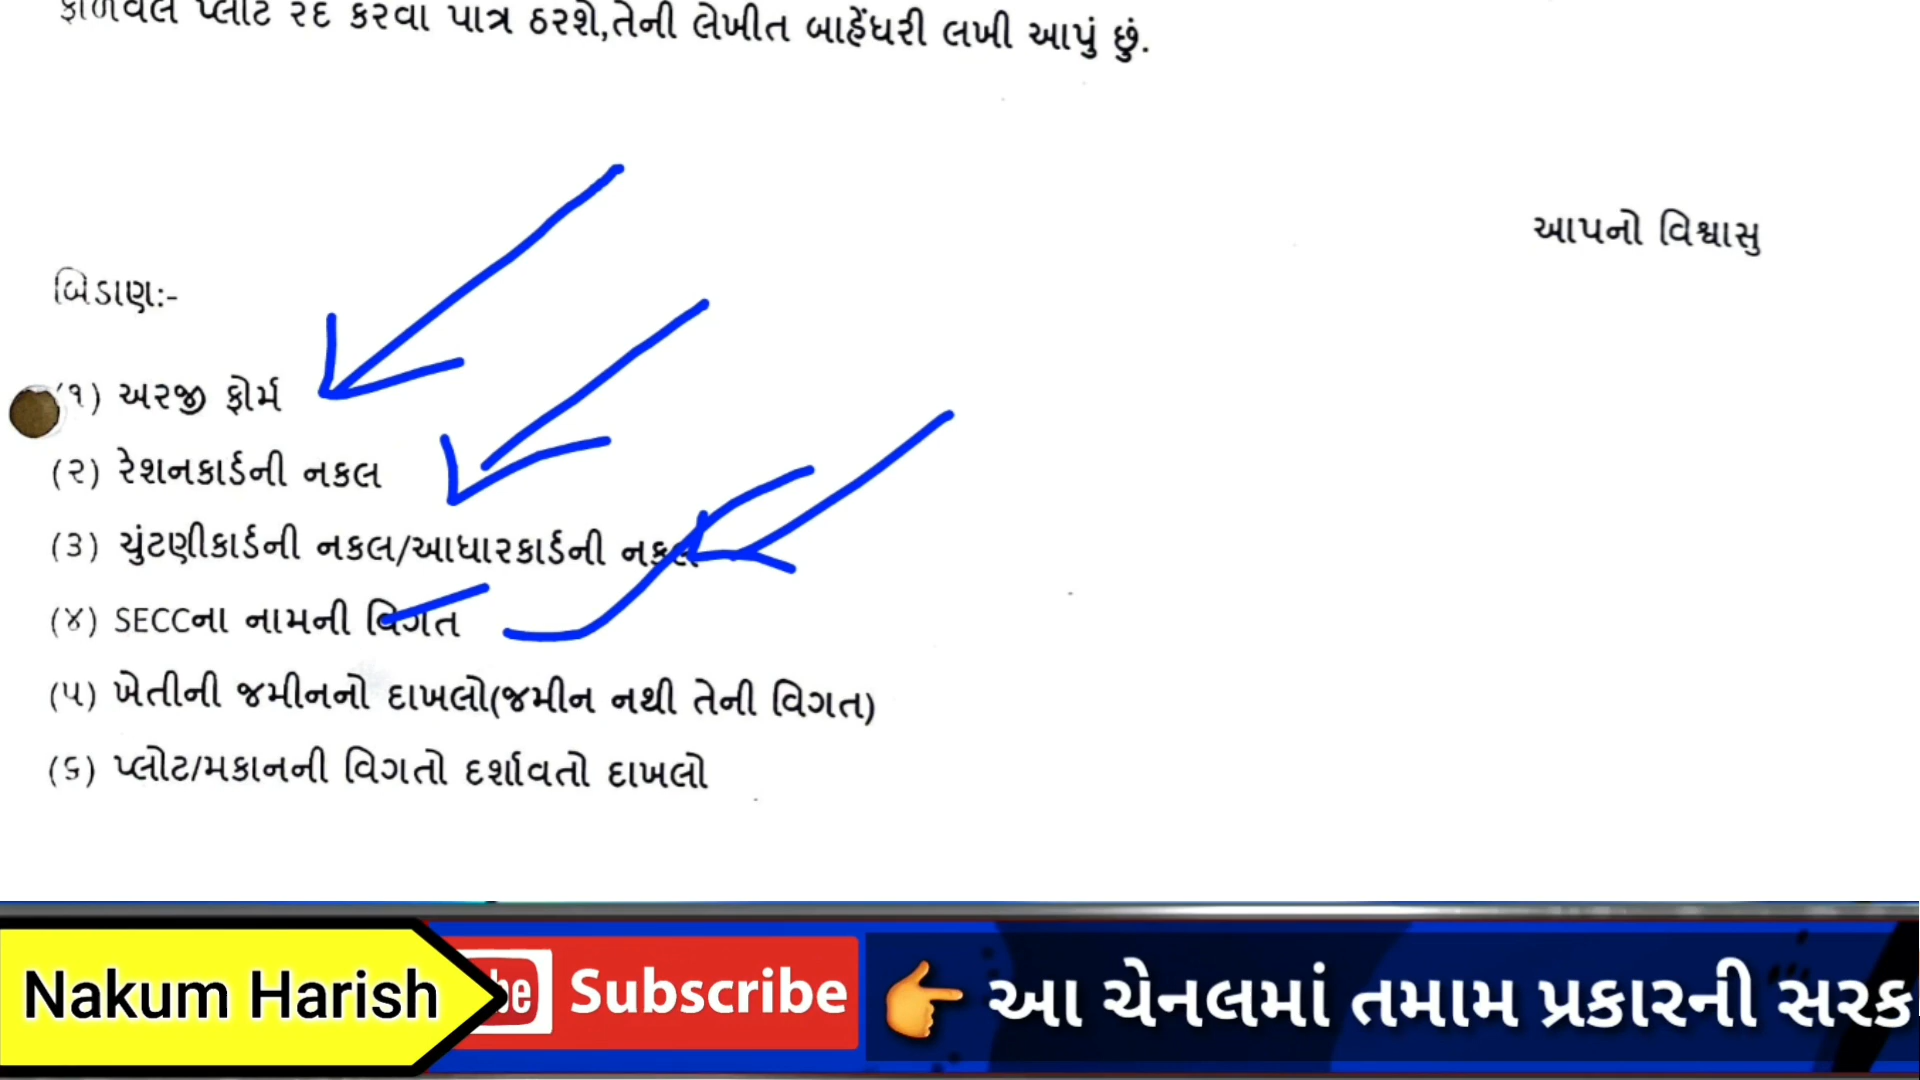 ફાળવેલ પ્લોટ રદ કરવા પાત્ર ઠરશે,તેની લેખીત બાહેંધરી લખી આપું છું.
આપનો વિશ્વાસુ
બિડાણ:-
(૧) અરજી ફોર્મ
(૨) રેશનકાર્ડની નકલ
(૩) ચુંટણીકાર્ડની નકલ/આધારકાર્ડની નકલ
(૪) SECCના નામની વિગત
(૫) ખેતીની જમીનનો દાખલો(જમીન નથી તેની વિગત)
(૬) પ્લોટ/મકાનની વિગતો દર્શાવતો દાખલો
Nakum Harish be Subscribe 👉 આ ચેનલમાં તમામ પ્રકારની સરક